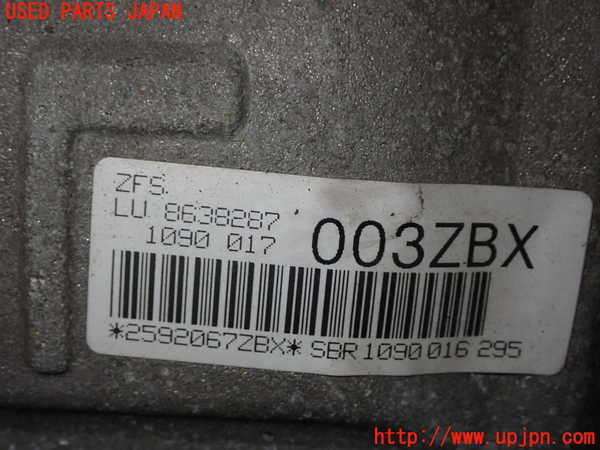 USED PARTS JAPAN
ZFS.
LU 8638287
1090 017
003ZBX
*2592067ZBX* SBR 1090 016 295
http://www.upjpn.com